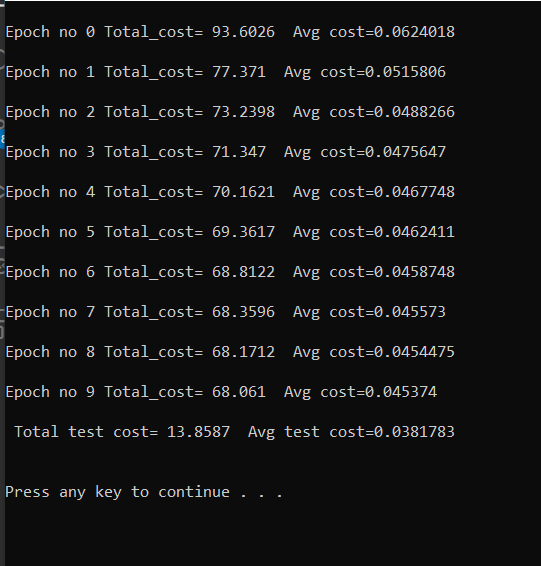 Epoch no 0 Total_cost= 93.6026  Avg cost=0.0624018
Epoch no 1 Total_cost= 77.371  Avg cost=0.0515806
Epoch no 2 Total_cost= 73.2398  Avg cost=0.0488266
Epoch no 3 Total_cost= 71.347  Avg cost=0.0475647
Epoch no 4 Total_cost= 70.1621  Avg cost=0.0467748
Epoch no 5 Total_cost= 69.3617  Avg cost=0.0462411
Epoch no 6 Total_cost= 68.8122  Avg cost=0.0458748
Epoch no 7 Total_cost= 68.3596  Avg cost=0.045573
Epoch no 8 Total_cost= 68.1712  Avg cost=0.0454475
Epoch no 9 Total_cost= 68.061  Avg cost=0.045374
Total test cost= 13.8587  Avg test cost=0.0381783
Press any key to continue . . .